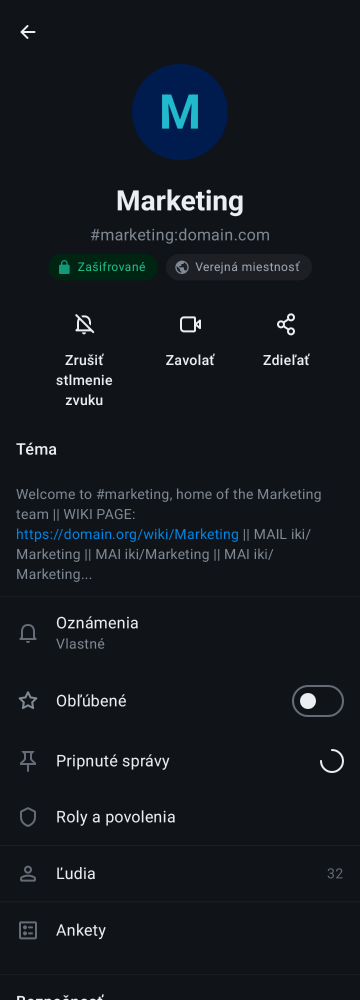 M
Marketing
#marketing:domain.com
Zašifrované
Verejná miestnosť
Zrušiť
stlmenie
zvuku
Zavolať
Zdieľať
Téma
Welcome to #marketing, home of the Marketing
team || WIKI PAGE:
https://domain.org/wiki/Marketing || MAIL iki/
Marketing || MAI iki/Marketing || MAI iki/
Marketing...
Oznámenia
Vlastné
Obľúbené
Pripnuté správy
Roly a povolenia
Ľudia 32
Ankety
Bezpečnosť